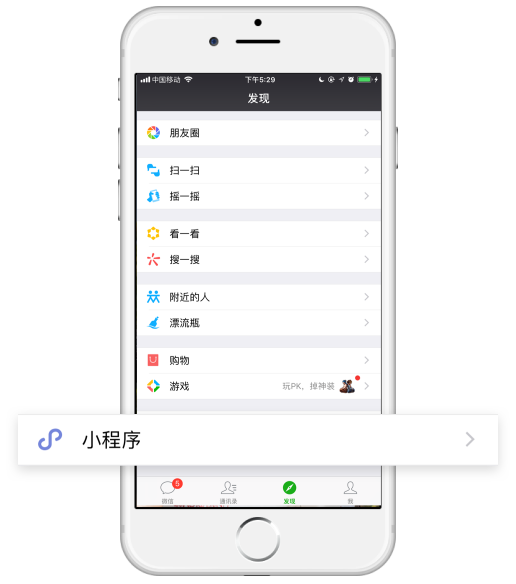 中国移动
下午5:29
发现
朋友圈
扫一扫
摇一摇
看一看
搜一搜
附近的人
漂流瓶
购物
游戏
玩PK，掉神装
小程序
5
微信
通讯录
发现
我